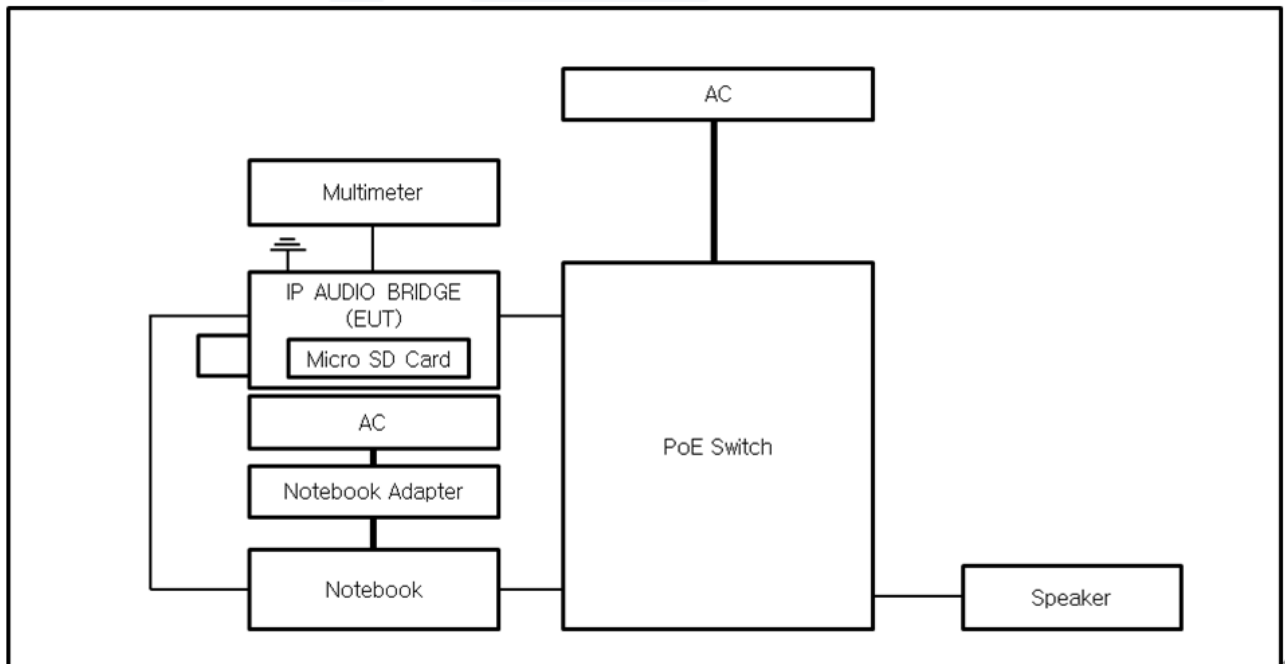 AC
Multimeter
IP AUDIO BRIDGE
(EUT)
Micro SD Card
AC
PoE Switch
Notebook Adapter
Notebook
Speaker